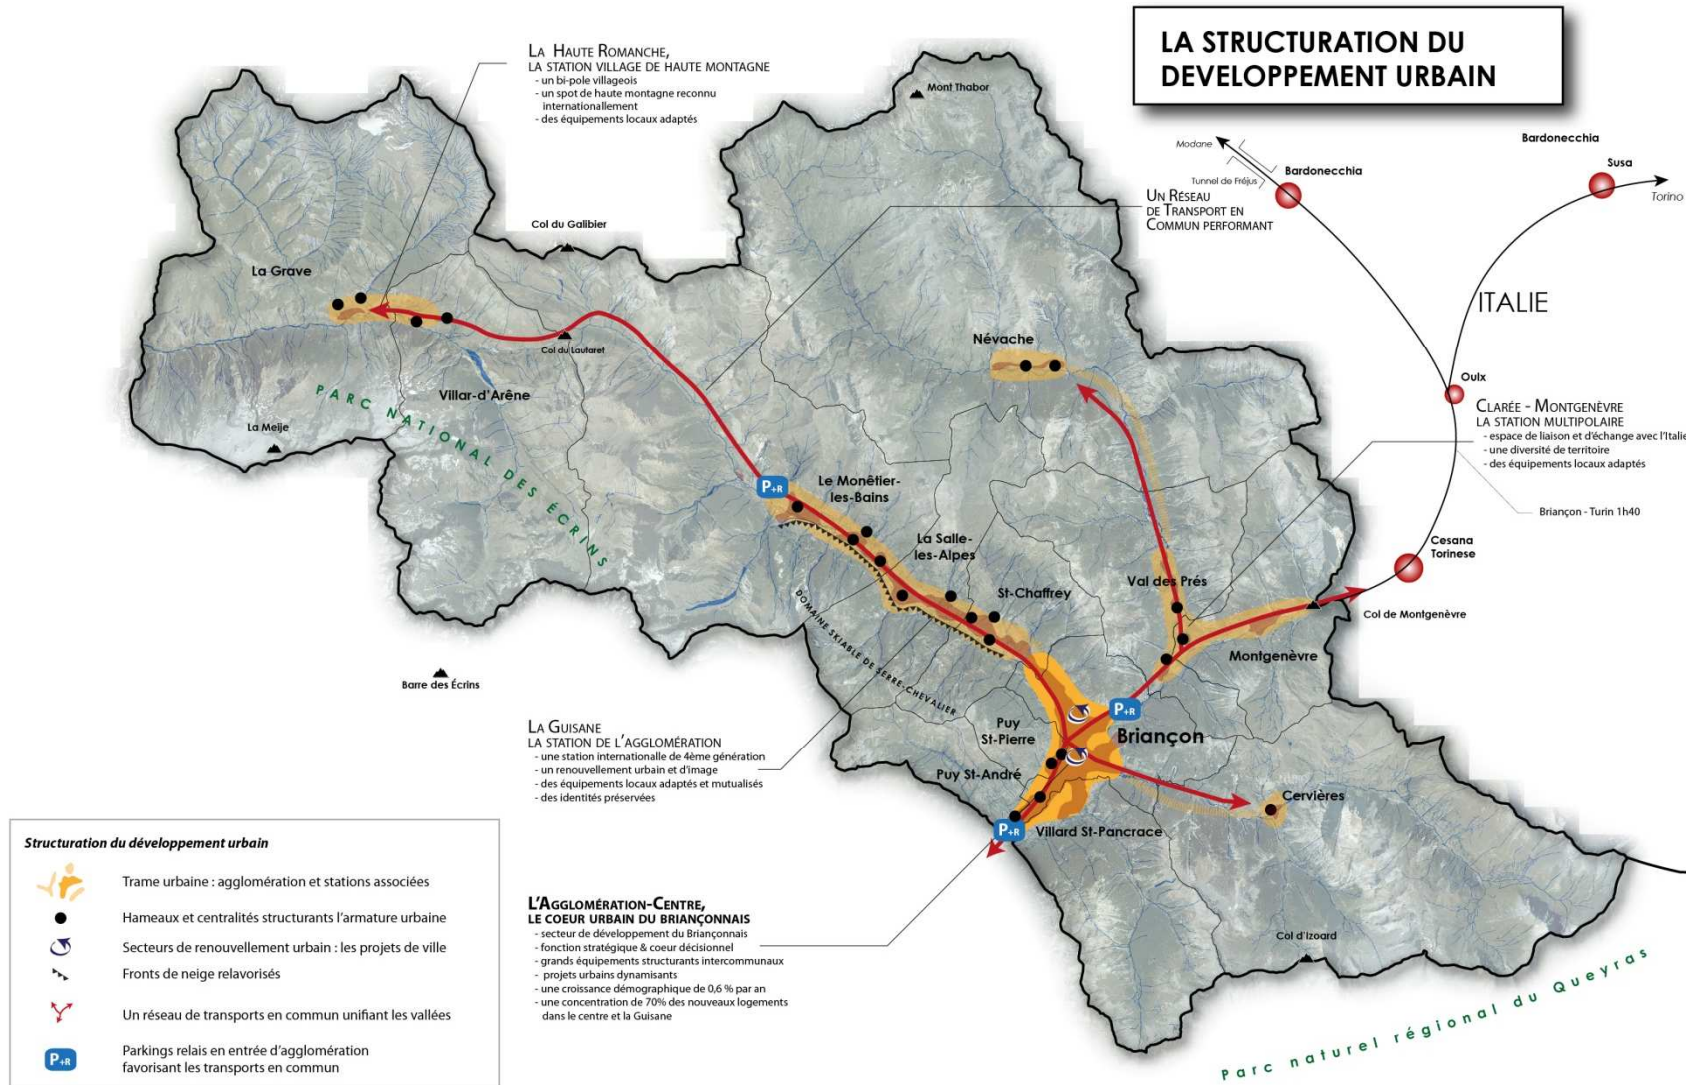 LA STRUCTURATION DU
DEVELOPPEMENT URBAIN
LA HAUTE ROMANCHE,
LA STATION VILLAGE DE HAUTE MONTAGNE
- un bi-pole villageois
- un spot de haute montagne reconnu
internationallement
- des équipements locaux adaptés
Mont Thabor
Modane
Tunnel de Fréjus
Bardonecchia
Bardonecchia
Susa
Torino
UN RÉSEAU
DE TRANSPORT EN
COMMUN PERFORMANT
Col du Galibier
La Grave
ITALIE
Col du Lautaret
Névache
Villar-d'Arêne
PARC NATIONAL DES ÉCRINS
La Meije
Oulx
CLARÉE - MONTGENÈVRE
LA STATION MULTIPOLAIRE
- espace de liaison et d'échange avec l'Italie
- une diversité de territoire
- des équipements locaux adaptés
Briançon - Turin 1h40
P+R
Le Monêtier-
les-Bains
La Salle-
les-Alpes
Cesana
Torinese
St-Chaffrey
Val des Prés
Col de Montgenèvre
DOMAINE SKIABLE DE SERRE-CHEVALIER
Montgenèvre
Barre des Écrins
P+R
LA GUISANE
LA STATION DE L'AGGLOMÉRATION
- une station internationalle de 4ème génération
- un renouvellement urbain et d'image
- des équipements locaux adaptés et mutualisés
- des identités préservées
Puy
St-Pierre
Briançon
Puy St-André
Cervières
P+R
Villard St-Pancrace
L'AGGLOMÉRATION-CENTRE,
LE COEUR URBAIN DU BRIANÇONNAIS
- secteur de développement du Briançonnais
- fonction stratégique & coeur décisionnel
- grands équipements structurants intercommunaux
- projets urbains dynamisants
- une croissance démographique de 0,6 % par an
- une concentration de 70% des nouveaux logements
dans le centre et la Guisane
Col d'Izoard
Parc naturel régional du Queyras
Structuration du développement urbain
Trame urbaine : agglomération et stations associées
Hameaux et centralités structurants l'armature urbaine
Secteurs de renouvellement urbain : les projets de ville
Fronts de neige relavorisés
Un réseau de transports en commun unifiant les vallées
P+R
Parkings relais en entrée d'agglomération
favorisant les transports en commun